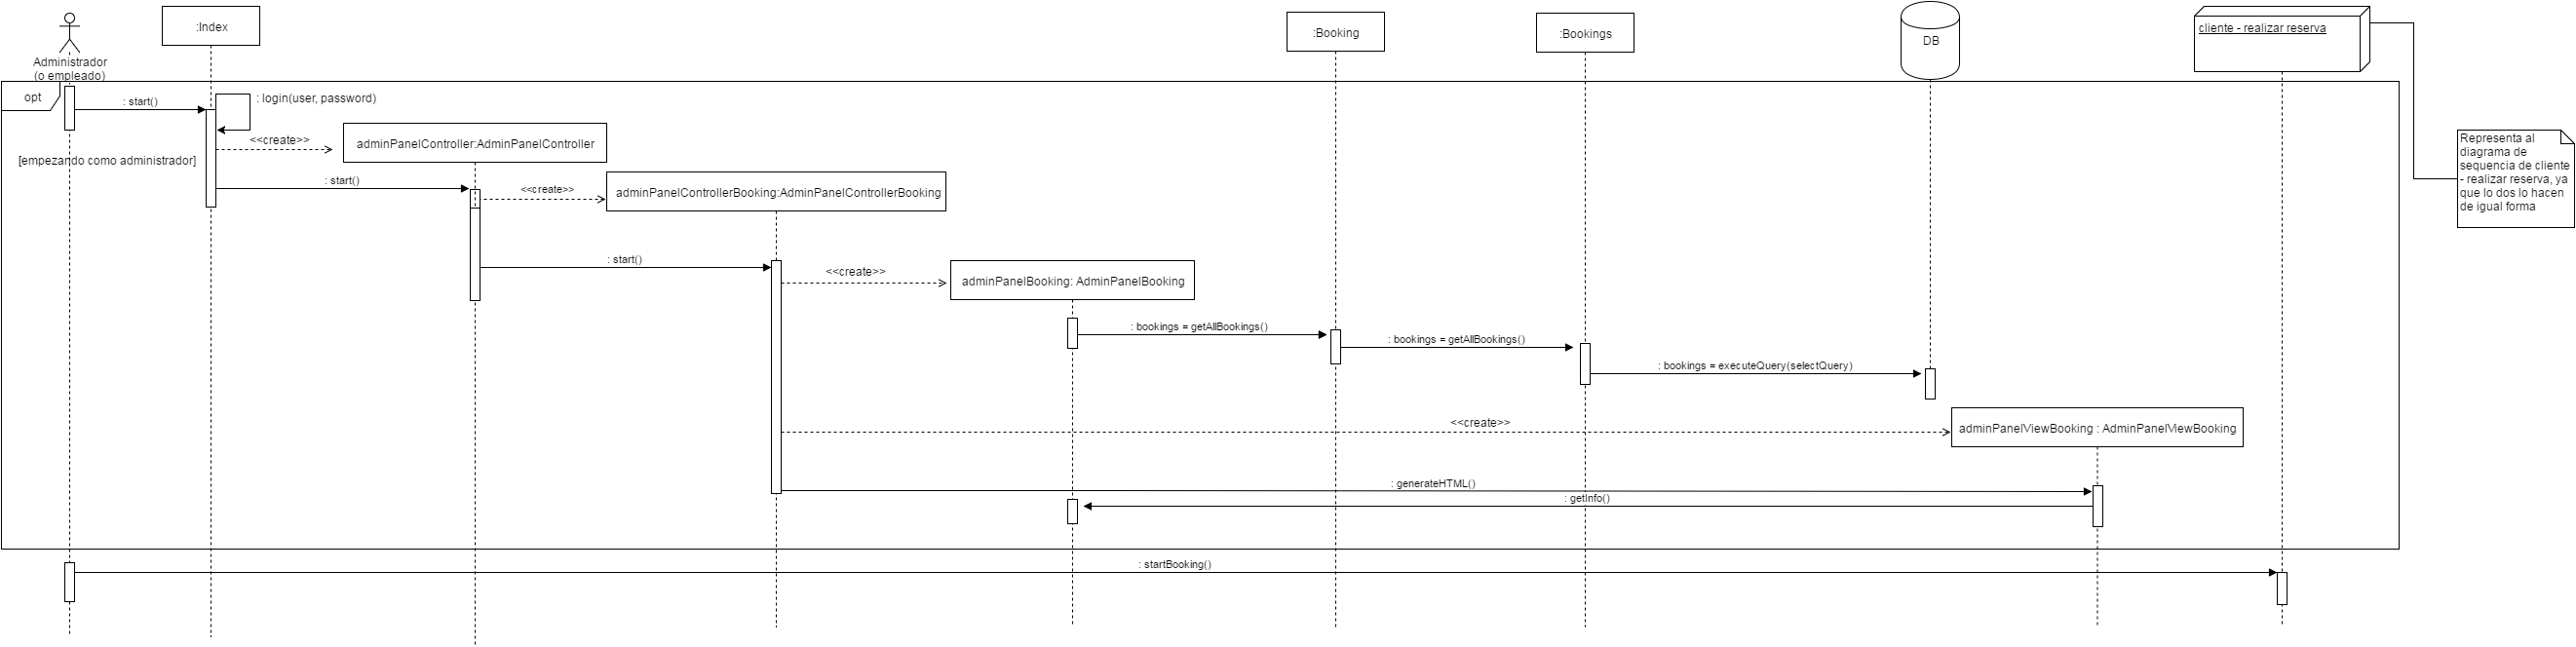 :Index
:Booking
:Bookings
DB
cliente - realizar reserva
Administrador
(o empleado)
opt
: start()
: login(user, password)
<<create>>
adminPanelController:AdminPanelController
[empezando como administrador]
Representa al
diagrama de
sequencia de cliente
- realizar reserva, ya
que lo dos lo hacen
de igual forma
: start()
<<create>>
adminPanelControllerBooking:AdminPanelControllerBooking
: start()
<<create>>
adminPanelBooking: AdminPanelBooking
: bookings = getAllBookings()
: bookings = getAllBookings()
: bookings = executeQuery(selectQuery)
<<create>>
adminPanelViewBooking : AdminPanelViewBooking
: generateHTML()
: getInfo()
: startBooking()